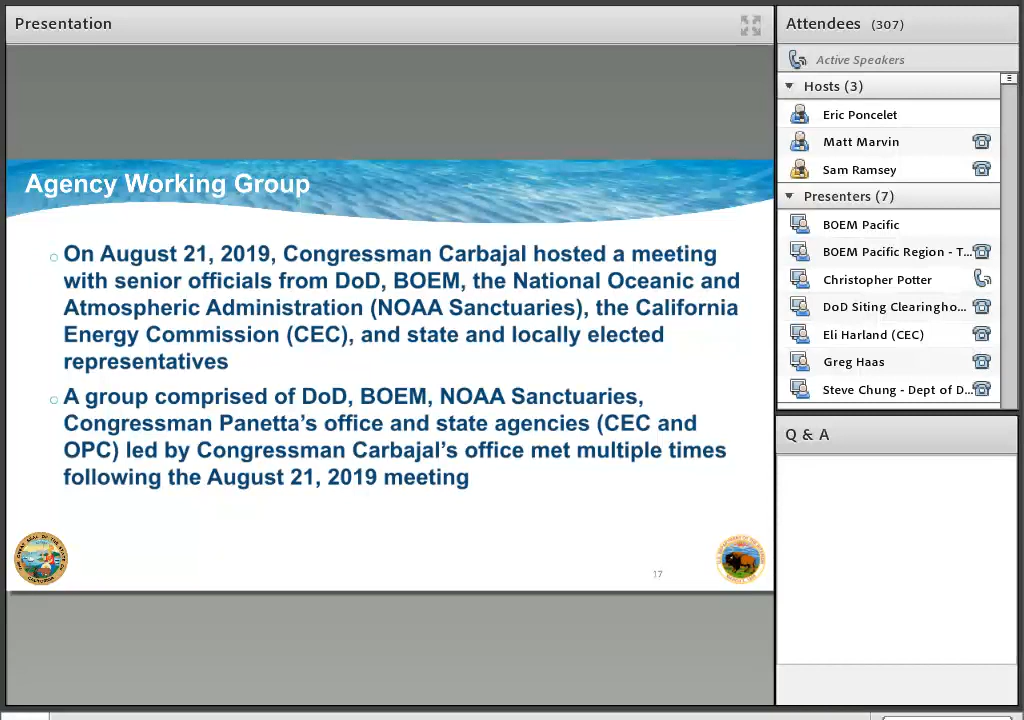 Presentation
Agency Working Group
On August 21, 2019, Congressman Carbajal hosted a meeting
with senior officials from DoD, BOEM, the National Oceanic and
Atmospheric Administration (NOAA Sanctuaries), the California
Energy Commission (CEC), and state and locally elected
representatives
A group comprised of DoD, BOEM, NOAA Sanctuaries,
Congressman Panetta’s office and state agencies (CEC and
OPC) led by Congressman Carbajal’s office met multiple times
following the August 21, 2019 meeting
17
Attendees (307)
Active Speakers
Hosts (3)
Eric Poncelet
Matt Marvin
Sam Ramsey
Presenters (7)
BOEM Pacific
BOEM Pacific Region - T...
Christopher Potter
DoD Siting Clearingho...
Eli Harland (CEC)
Greg Haas
Steve Chung - Dept of D...
Q & A